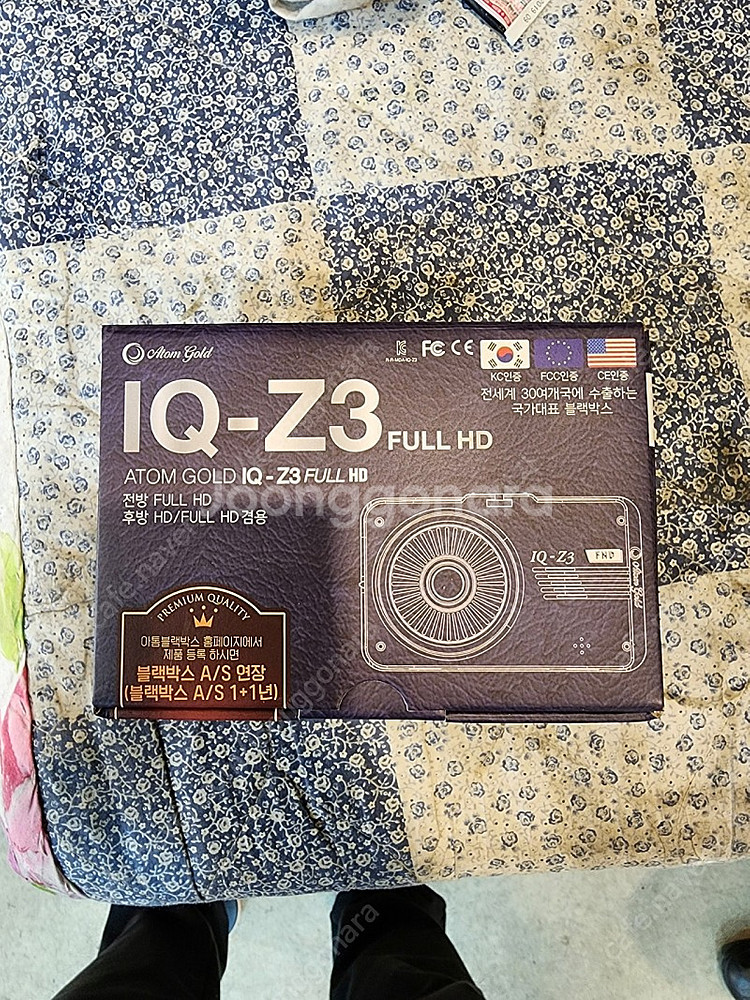 Atom Gold
FC CE
R-R-MDA-IQ-Z3
KC인증 FCC인증 CE인증
전세계 30여개국에 수출하는
국가대표 블랙박스
IQ-Z3 FULL HD
ATOM GOLD IQ-Z3 FULL HD
전방 FULL HD
후방 HD/FULL HD 겸용
Joonggonara
IQ-Z3 FHD
Atom Gold
PREMIUM QUALITY
아톰블랙박스 홈페이지에서
제품 등록 하시면
블랙박스 A/S 연장
(블랙박스 A/S 1+1년)